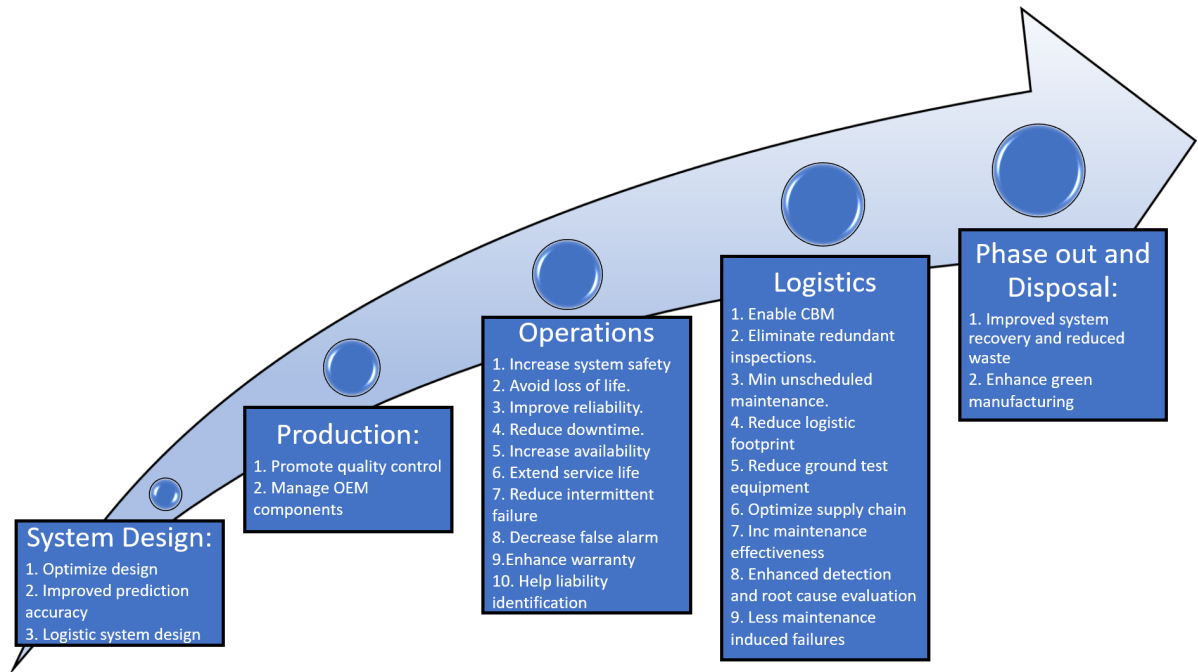 System Design:
1. Optimize design
2. Improved prediction
accuracy
3. Logistic system design
Production:
1. Promote quality control
2. Manage OEM
components
Operations
1. Increase system safety
2. Avoid loss of life.
3. Improve reliability.
4. Reduce downtime.
5. Increase availability
6. Extend service life
7. Reduce intermittent
failure
8. Decrease false alarm
9.Enhance warranty
10. Help liability
identification
Logistics
1. Enable CBM
2. Eliminate redundant
inspections.
3. Min unscheduled
maintenance.
4. Reduce logistic
footprint
5. Reduce ground test
equipment
6. Optimize supply chain
7. Inc maintenance
effectiveness
8. Enhanced detection
and root cause evaluation
9. Less maintenance
induced failures
Phase out and
Disposal:
1. Improved system
recovery and reduced
waste
2. Enhance green
manufacturing